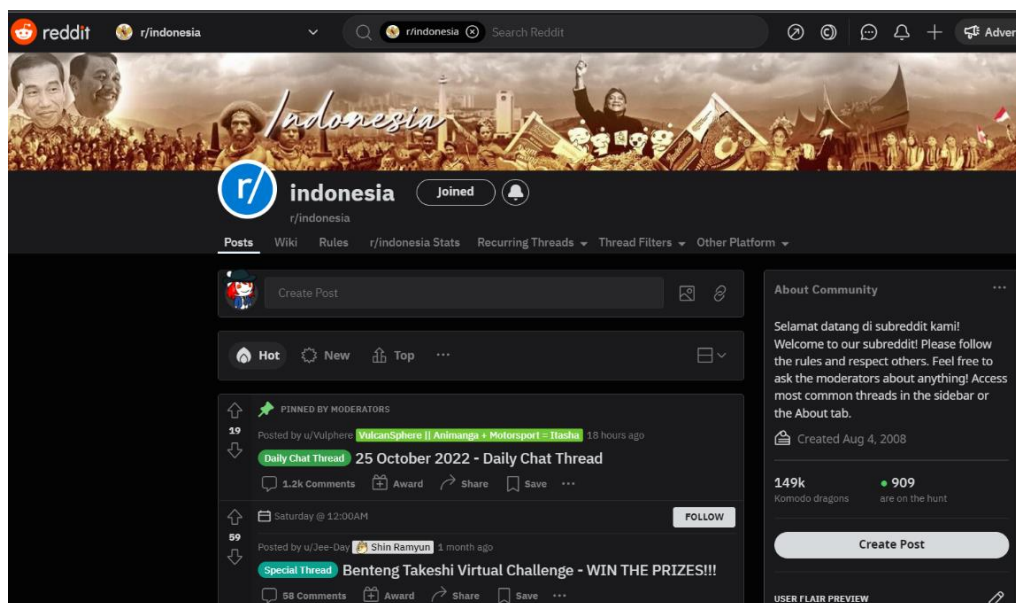 reddit
r/indonesia
r/indonesia
Search Reddit
Adver
Indonesia
r/
indonesia
Joined
r/indonesia
Posts Wiki Rules r/indonesia Stats Recurring Threads Thread Filters Other Platform
Create Post
Hot New Top ...
PINNED BY MODERATORS
19
Posted by u/Vulphere VulcanSphere || Animanga + Motorsport = Itasha 18 hours ago
Daily Chat Thread 25 October 2022 - Daily Chat Thread
1.2k Comments Award Share Save ...
Saturday @ 12:00AM FOLLOW
59
Posted by u/Jee-Day Shin Ramyun 1 month ago
Special Thread Benteng Takeshi Virtual Challenge - WIN THE PRIZES!!!
58 Comments Award Share Save ...
About Community ...
Selamat datang di subreddit kami!
Welcome to our subreddit! Please follow
the rules and respect others. Feel free to
ask the moderators about anything! Access
most common threads in the sidebar or
the About tab.
Created Aug 4, 2008
149k 909
Komodo dragons are on the hunt
Create Post
USER FLAIR PREVIEW